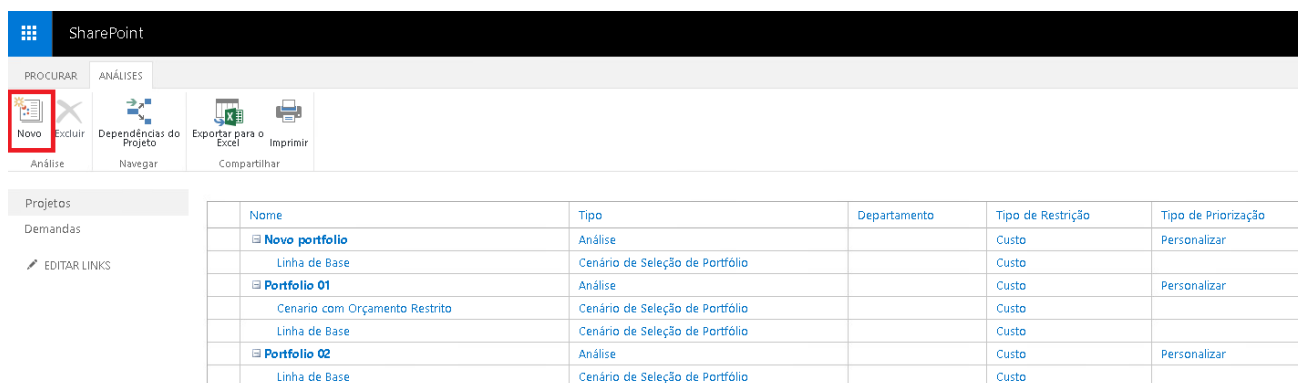 SharePoint
PROCURAR ANÁLISES
Novo Excluir Dependências do Projeto Exportar para o Excel Imprimir
Análise Navegar Compartilhar
Projetos
Demandas
EDITAR LINKS
Nome Tipo Departamento Tipo de Restrição Tipo de Priorização
Novo portfolio Análise Custo Personalizar
Linha de Base Cenário de Seleção de Portfólio Custo
Portfolio 01 Análise Custo Personalizar
Cenario com Orçamento Restrito Cenário de Seleção de Portfólio Custo
Linha de Base Cenário de Seleção de Portfólio Custo
Portfolio 02 Análise Custo Personalizar
Linha de Base Cenário de Seleção de Portfólio Custo